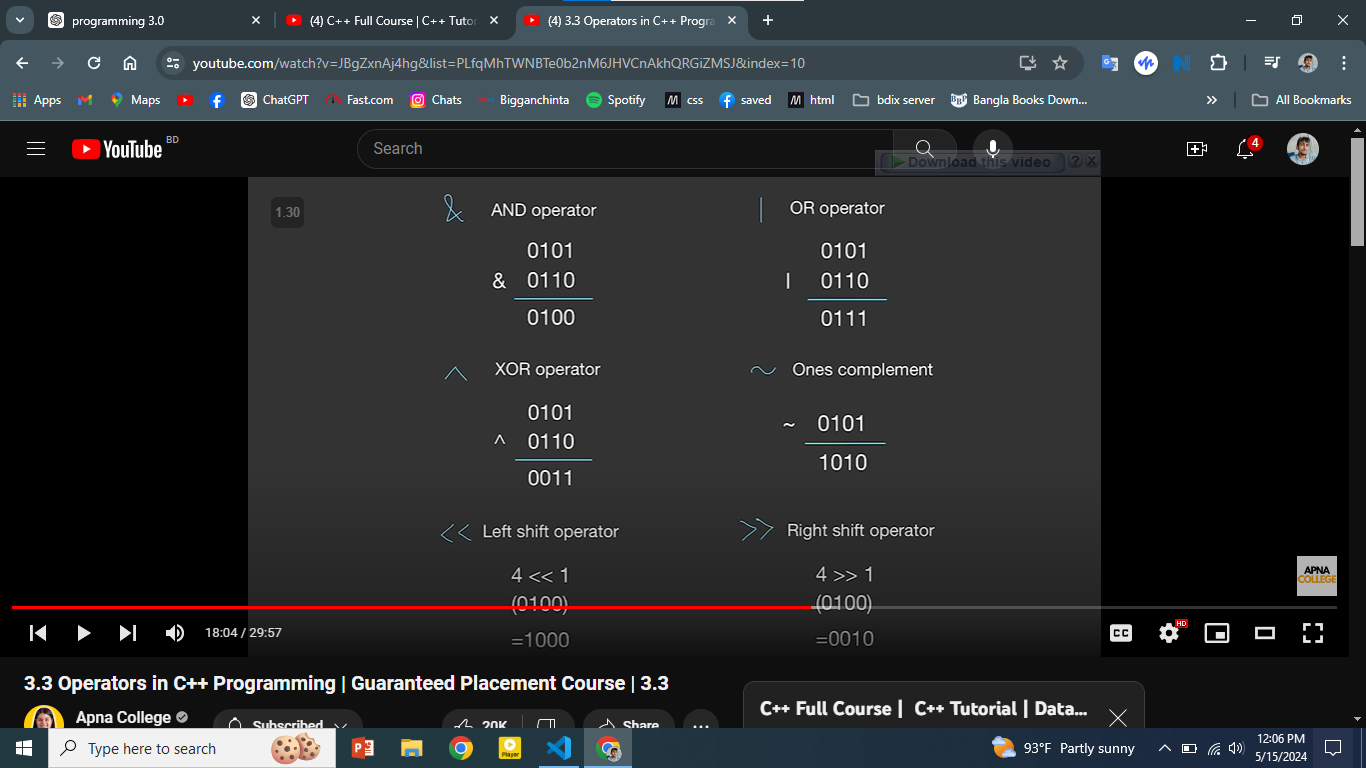 programming 3.0
(4) C++ Full Course | C++ Tutor
(4) 3.3 Operators in C++ Progra
youtube.com/watch?v=JBgZxnAj4hg&list=PLfqMhTWNBTe0b2nM6JHVCnAkhQRGiZMSJ&index=10
Apps
Maps
ChatGPT
Fast.com
Chats
Bigganchinta
Spotify
css
saved
html
bdix server
Bangla Books Down...
All Bookmarks
YouTube BD
Search
4
Download this video ? X
1.30
& AND operator
0101
& 0110
0100
| OR operator
0101
| 0110
0111
^ XOR operator
0101
^ 0110
0011
~ Ones complement
~ 0101
1010
<< Left shift operator
4 << 1
(0100)
=1000
>> Right shift operator
4 >> 1
(0100)
=0010
APNA
COLLEGE
18:04 / 29:57
CC
HD
3.3 Operators in C++ Programming | Guaranteed Placement Course | 3.3
Apna College
Subscribed
20K
Share
C++ Full Course | C++ Tutorial | Data...
Type here to search
93°F Partly sunny
12:06 PM
5/15/2024